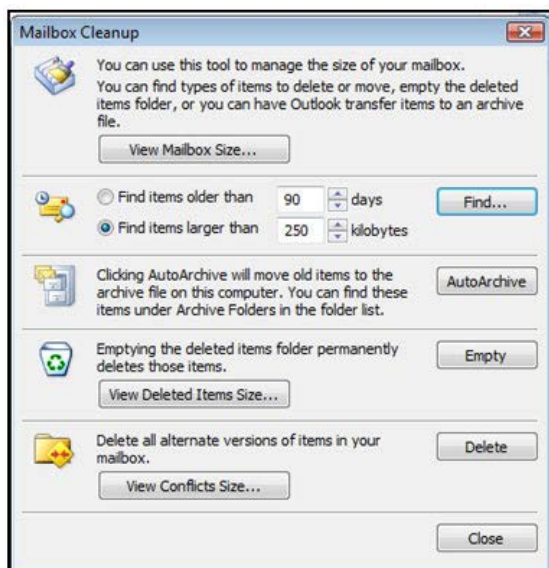 Mailbox Cleanup
You can use this tool to manage the size of your mailbox.
You can find types of items to delete or move, empty the deleted
items folder, or you can have Outlook transfer items to an archive
file.
View Mailbox Size...
Find items older than 90 days Find...
Find items larger than 250 kilobytes
Clicking AutoArchive will move old items to the AutoArchive
archive file on this computer. You can find these
items under Archive Folders in the folder list.
Emptying the deleted items folder permanently Empty
deletes those items.
View Deleted Items Size...
Delete all alternate versions of items in your Delete
mailbox.
View Conflicts Size...
Close